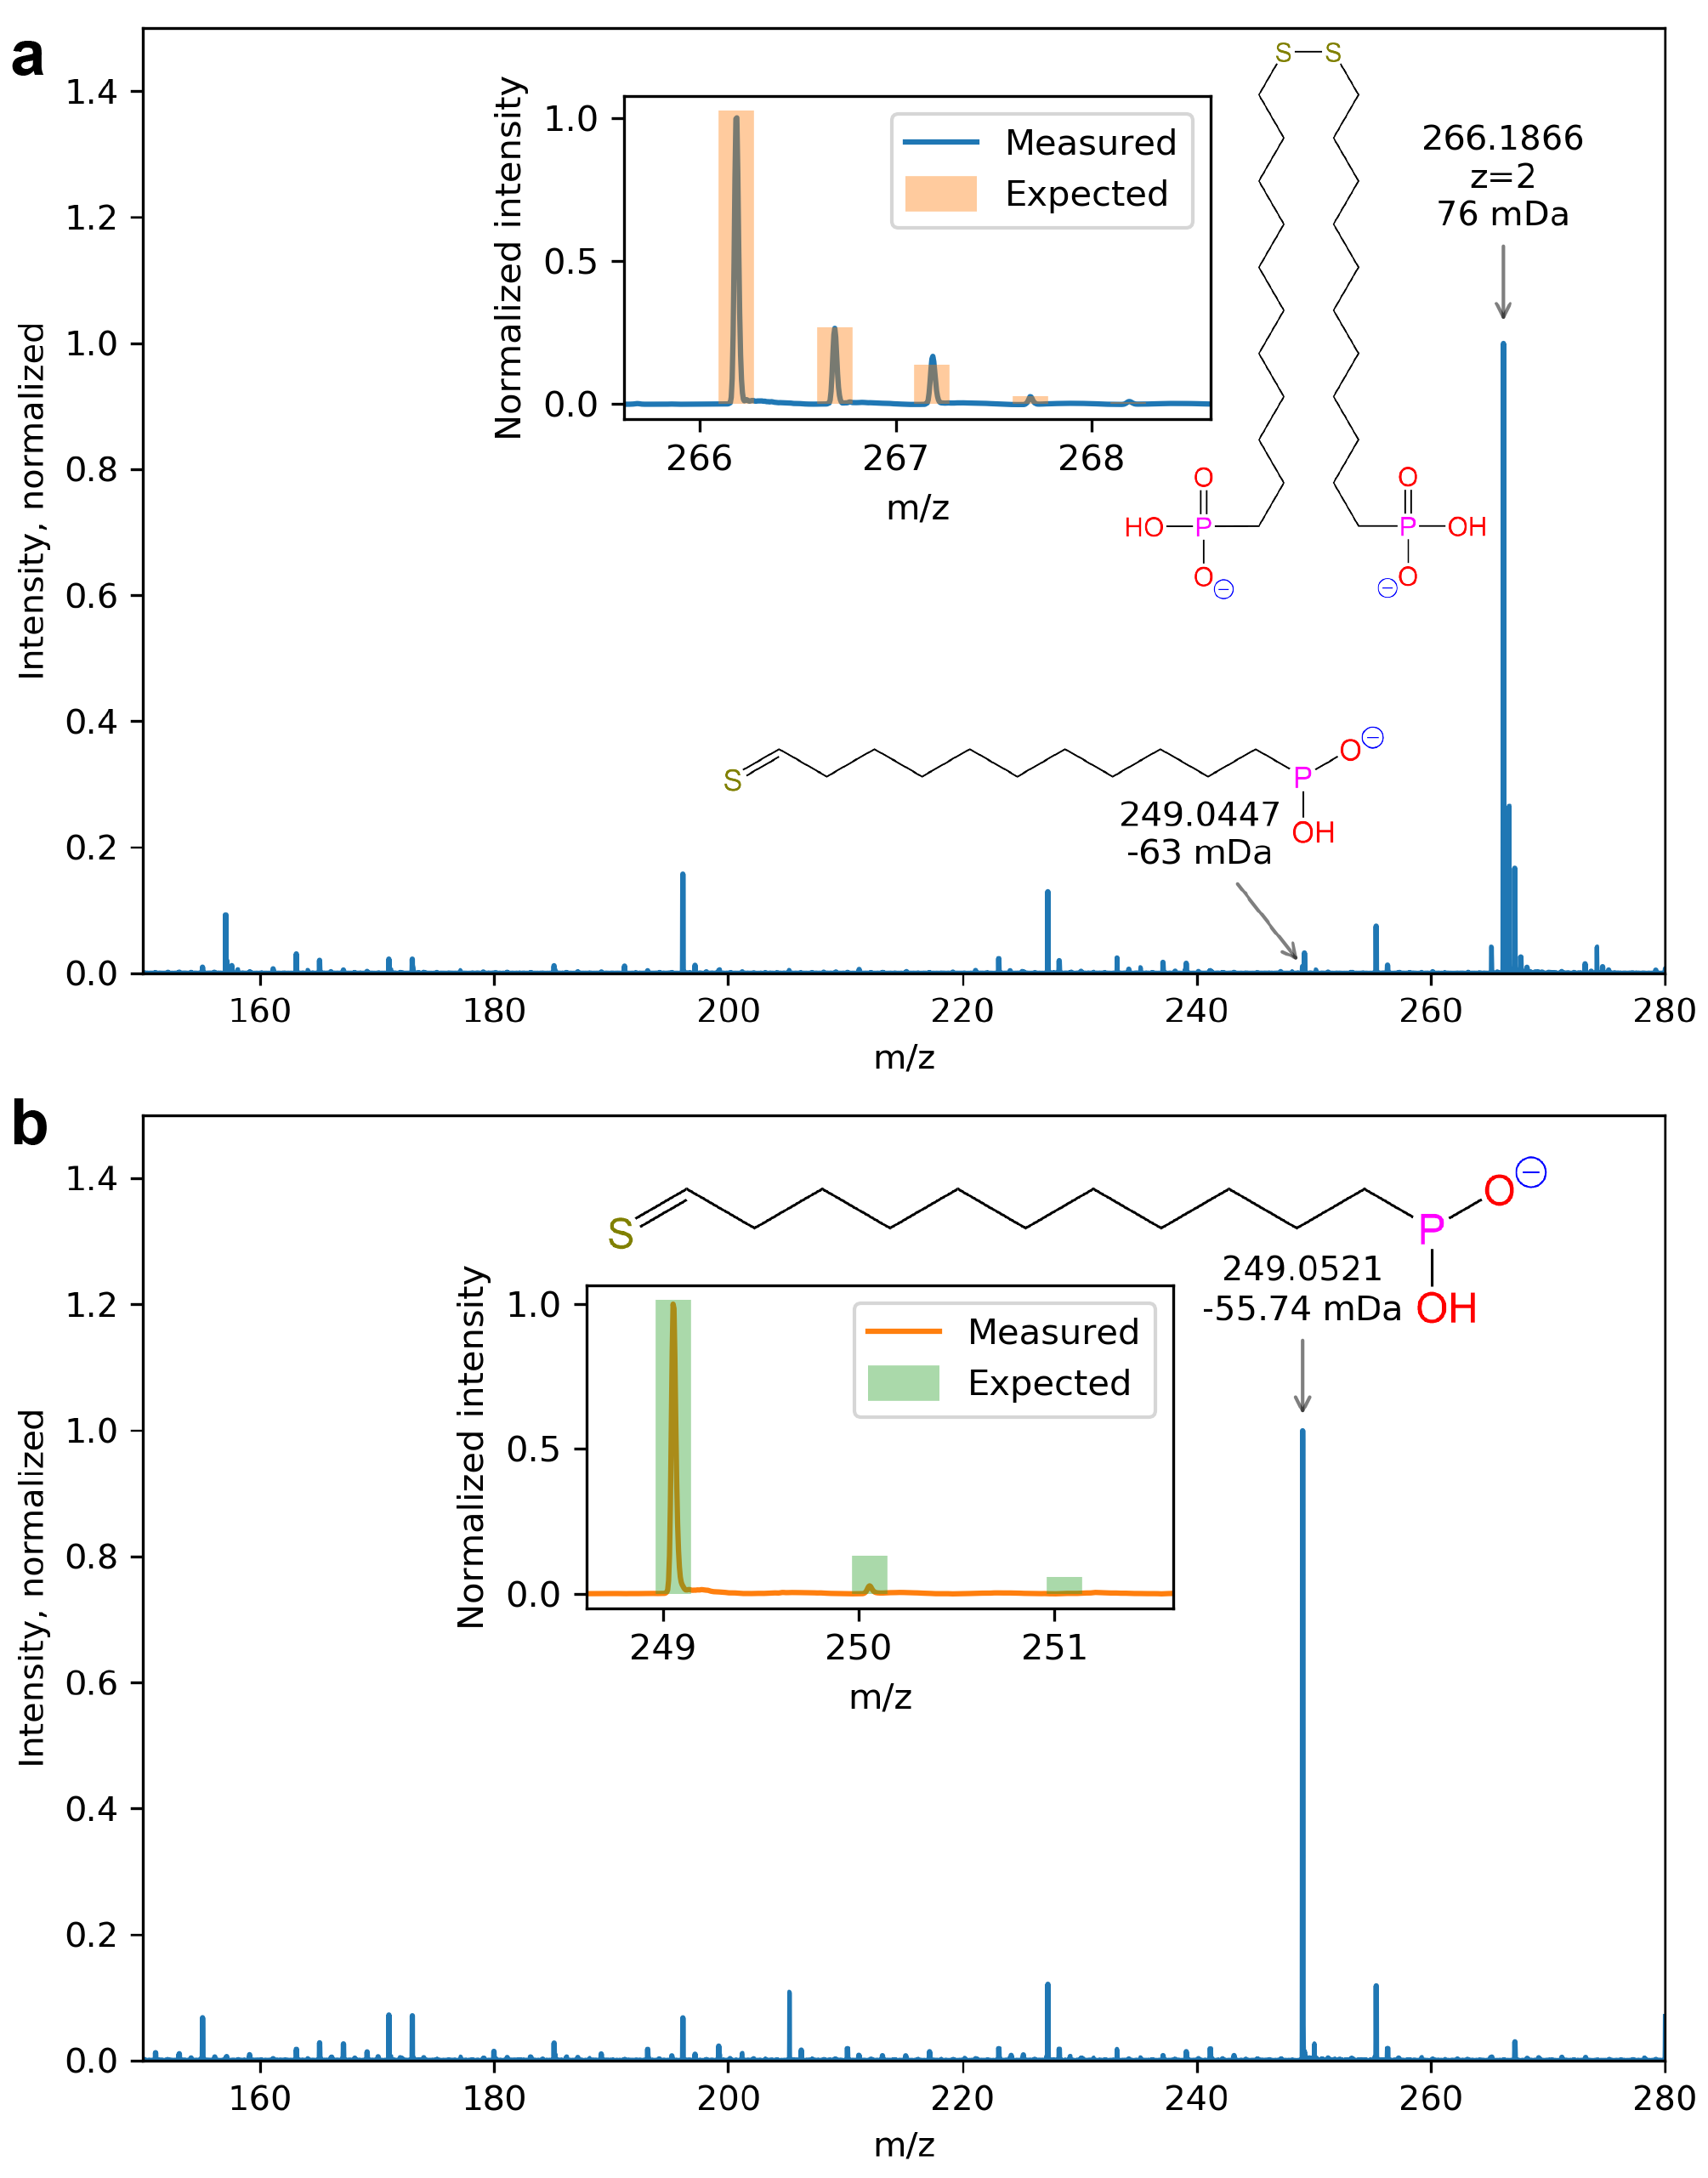 a
Intensity, normalized
1.4
1.2
1.0
0.8
0.6
0.4
0.2
0.0
160
180
200
220
240
260
280
m/z
Normalized intensity
1.0
0.5
0.0
266
267
268
m/z
Measured
Expected
S S
O
HO P
O −
O
P OH
− O
266.1866
z=2
76 mDa
S
P O −
OH
249.0447
-63 mDa
b
Intensity, normalized
1.4
1.2
1.0
0.8
0.6
0.4
0.2
0.0
160
180
200
220
240
260
280
m/z
S
P O −
OH
249.0521
-55.74 mDa
Normalized intensity
1.0
0.5
0.0
249
250
251
m/z
Measured
Expected